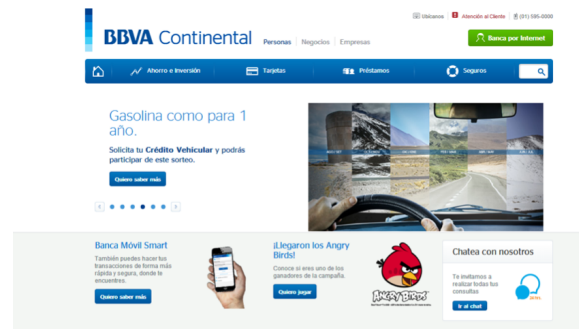 Ubícanos Atención al Cliente (01) 595-0000
BBVA Continental Personas Negocios Empresas
Banca por Internet
Ahorro e Inversión Tarjetas Préstamos Seguros
Gasolina como para 1
año.
Solicita tu Crédito Vehicular y podrás
participar de este sorteo.
Quiero saber más
Banca Móvil Smart
También puedes hacer tus
transacciones de forma más
rápida y segura, donde te
encuentres.
Quiero saber más
¡Llegaron los Angry
Birds!
Conoce si eres uno de los
ganadores de la campaña.
Quiero jugar
ANGRY BIRDS
Chatea con nosotros
Te invitamos a
realizar todas tus
consultas
Ir al chat